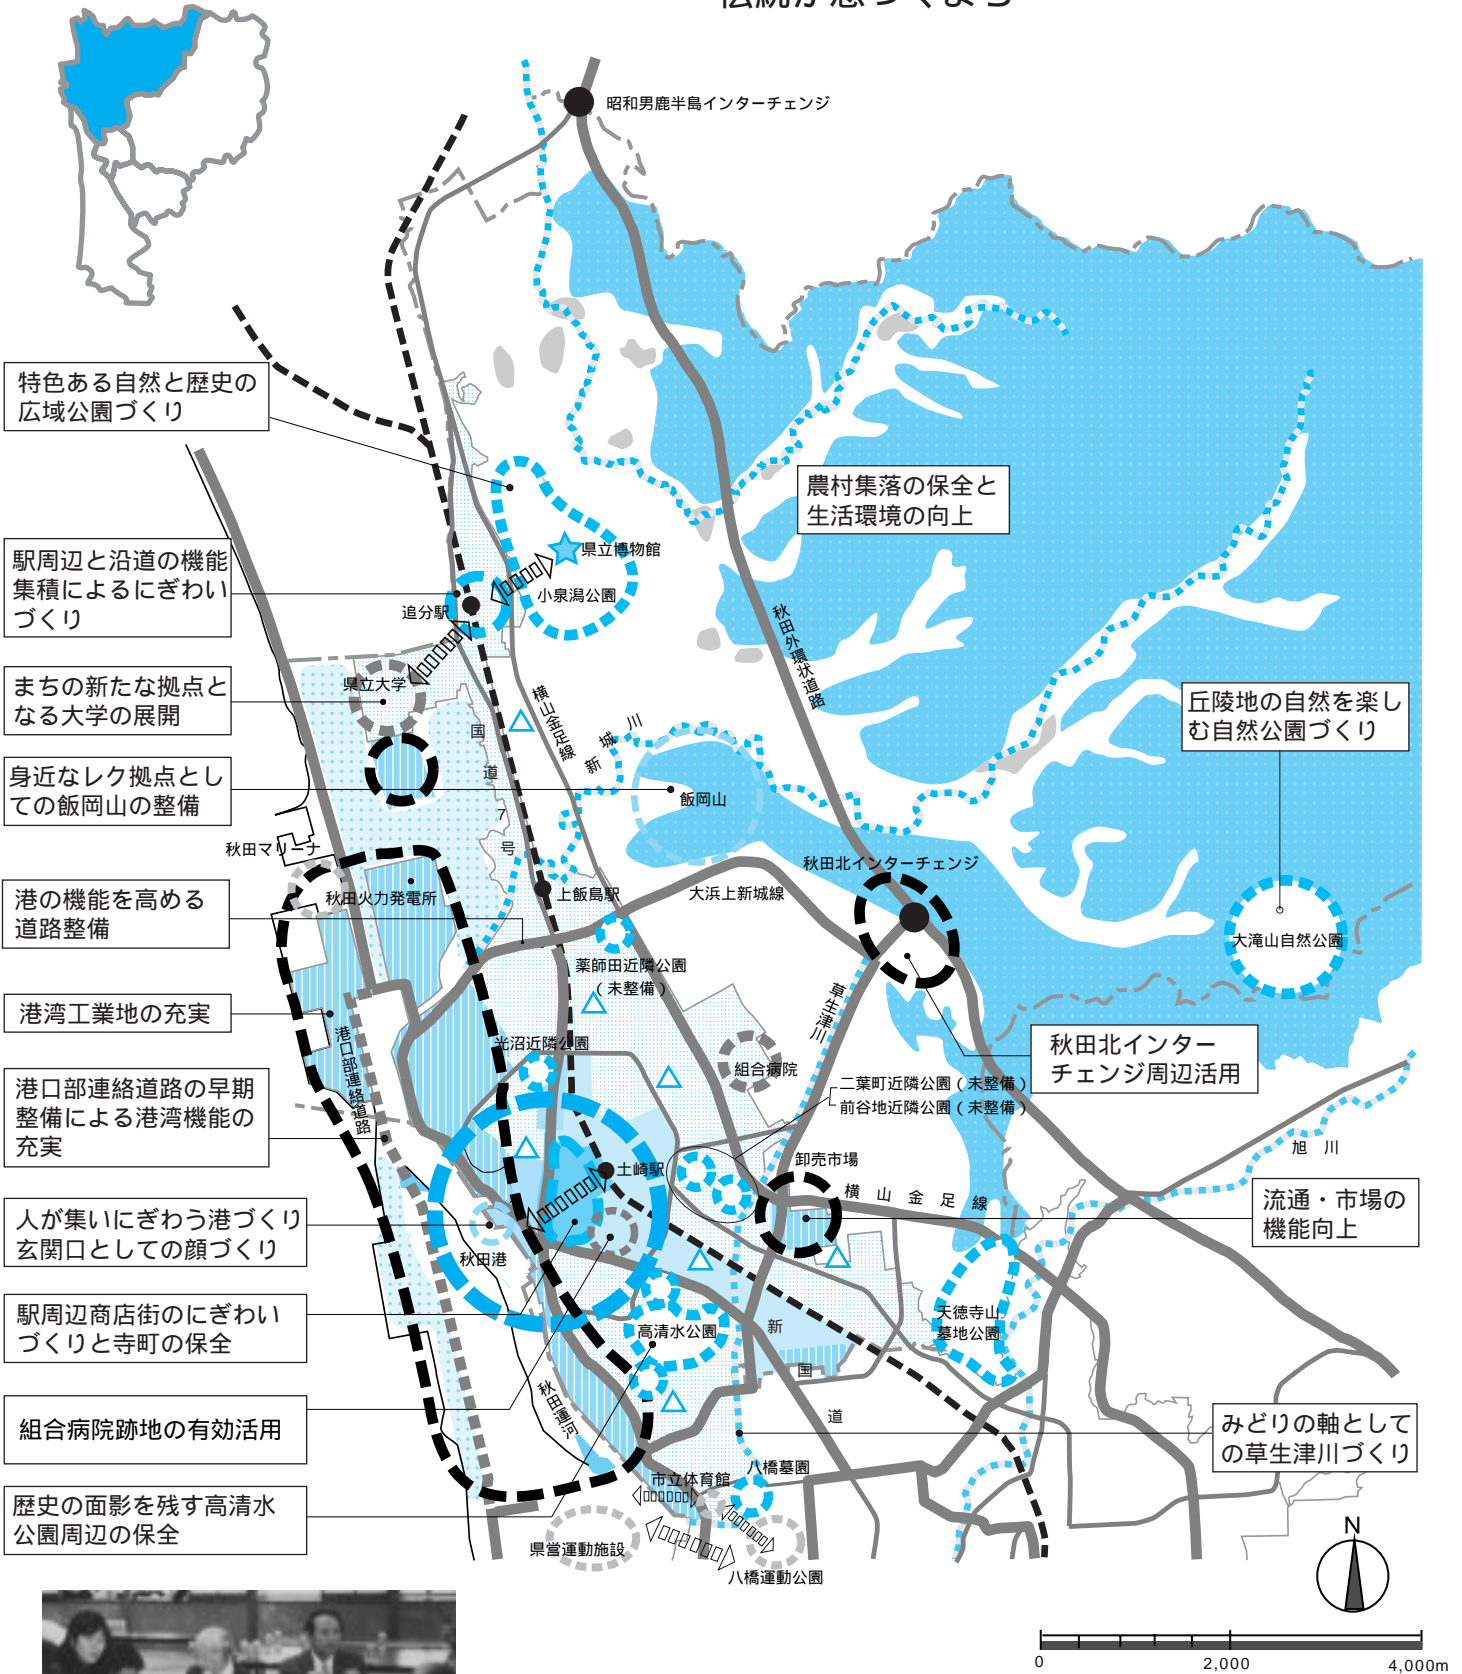 昭和男鹿半島インターチェンジ
特色ある自然と歴史の
広域公園づくり
農村集落の保全と
生活環境の向上
駅周辺と沿道の機能
集積によるにぎわい
づくり
県立博物館
小泉潟公園
追分駅
秋田外環状道路
まちの新たな拠点と
なる大学の展開
県立大学
国道7号
横山金足線
新城川
丘陵地の自然を楽し
む自然公園づくり
身近なレク拠点とし
ての飯岡山の整備
飯岡山
秋田マリーナ
秋田火力発電所
上飯島駅
大浜上新城線
秋田北インターチェンジ
港の機能を高める
道路整備
大滝山自然公園
薬師田近隣公園
（未整備）
草生津川
港湾工業地の充実
港口部連絡道路
光沼近隣公園
組合病院
秋田北インター
チェンジ周辺活用
二葉町近隣公園（未整備）
前谷地近隣公園（未整備）
港口部連絡道路の早期
整備による港湾機能の
充実
旭川
土崎駅
卸売市場
横山金足線
流通・市場の
機能向上
人が集いにぎわう港づくり
玄関口としての顔づくり
秋田港
駅周辺商店街のにぎわい
づくりと寺町の保全
高清水公園
新国道
天徳寺山
墓地公園
組合病院跡地の有効活用
秋田運河
みどりの軸として
の草生津川づくり
市立体育館
八橋墓園
歴史の面影を残す高清水
公園周辺の保全
県営運動施設
八橋運動公園
N
0
2,000
4,000m